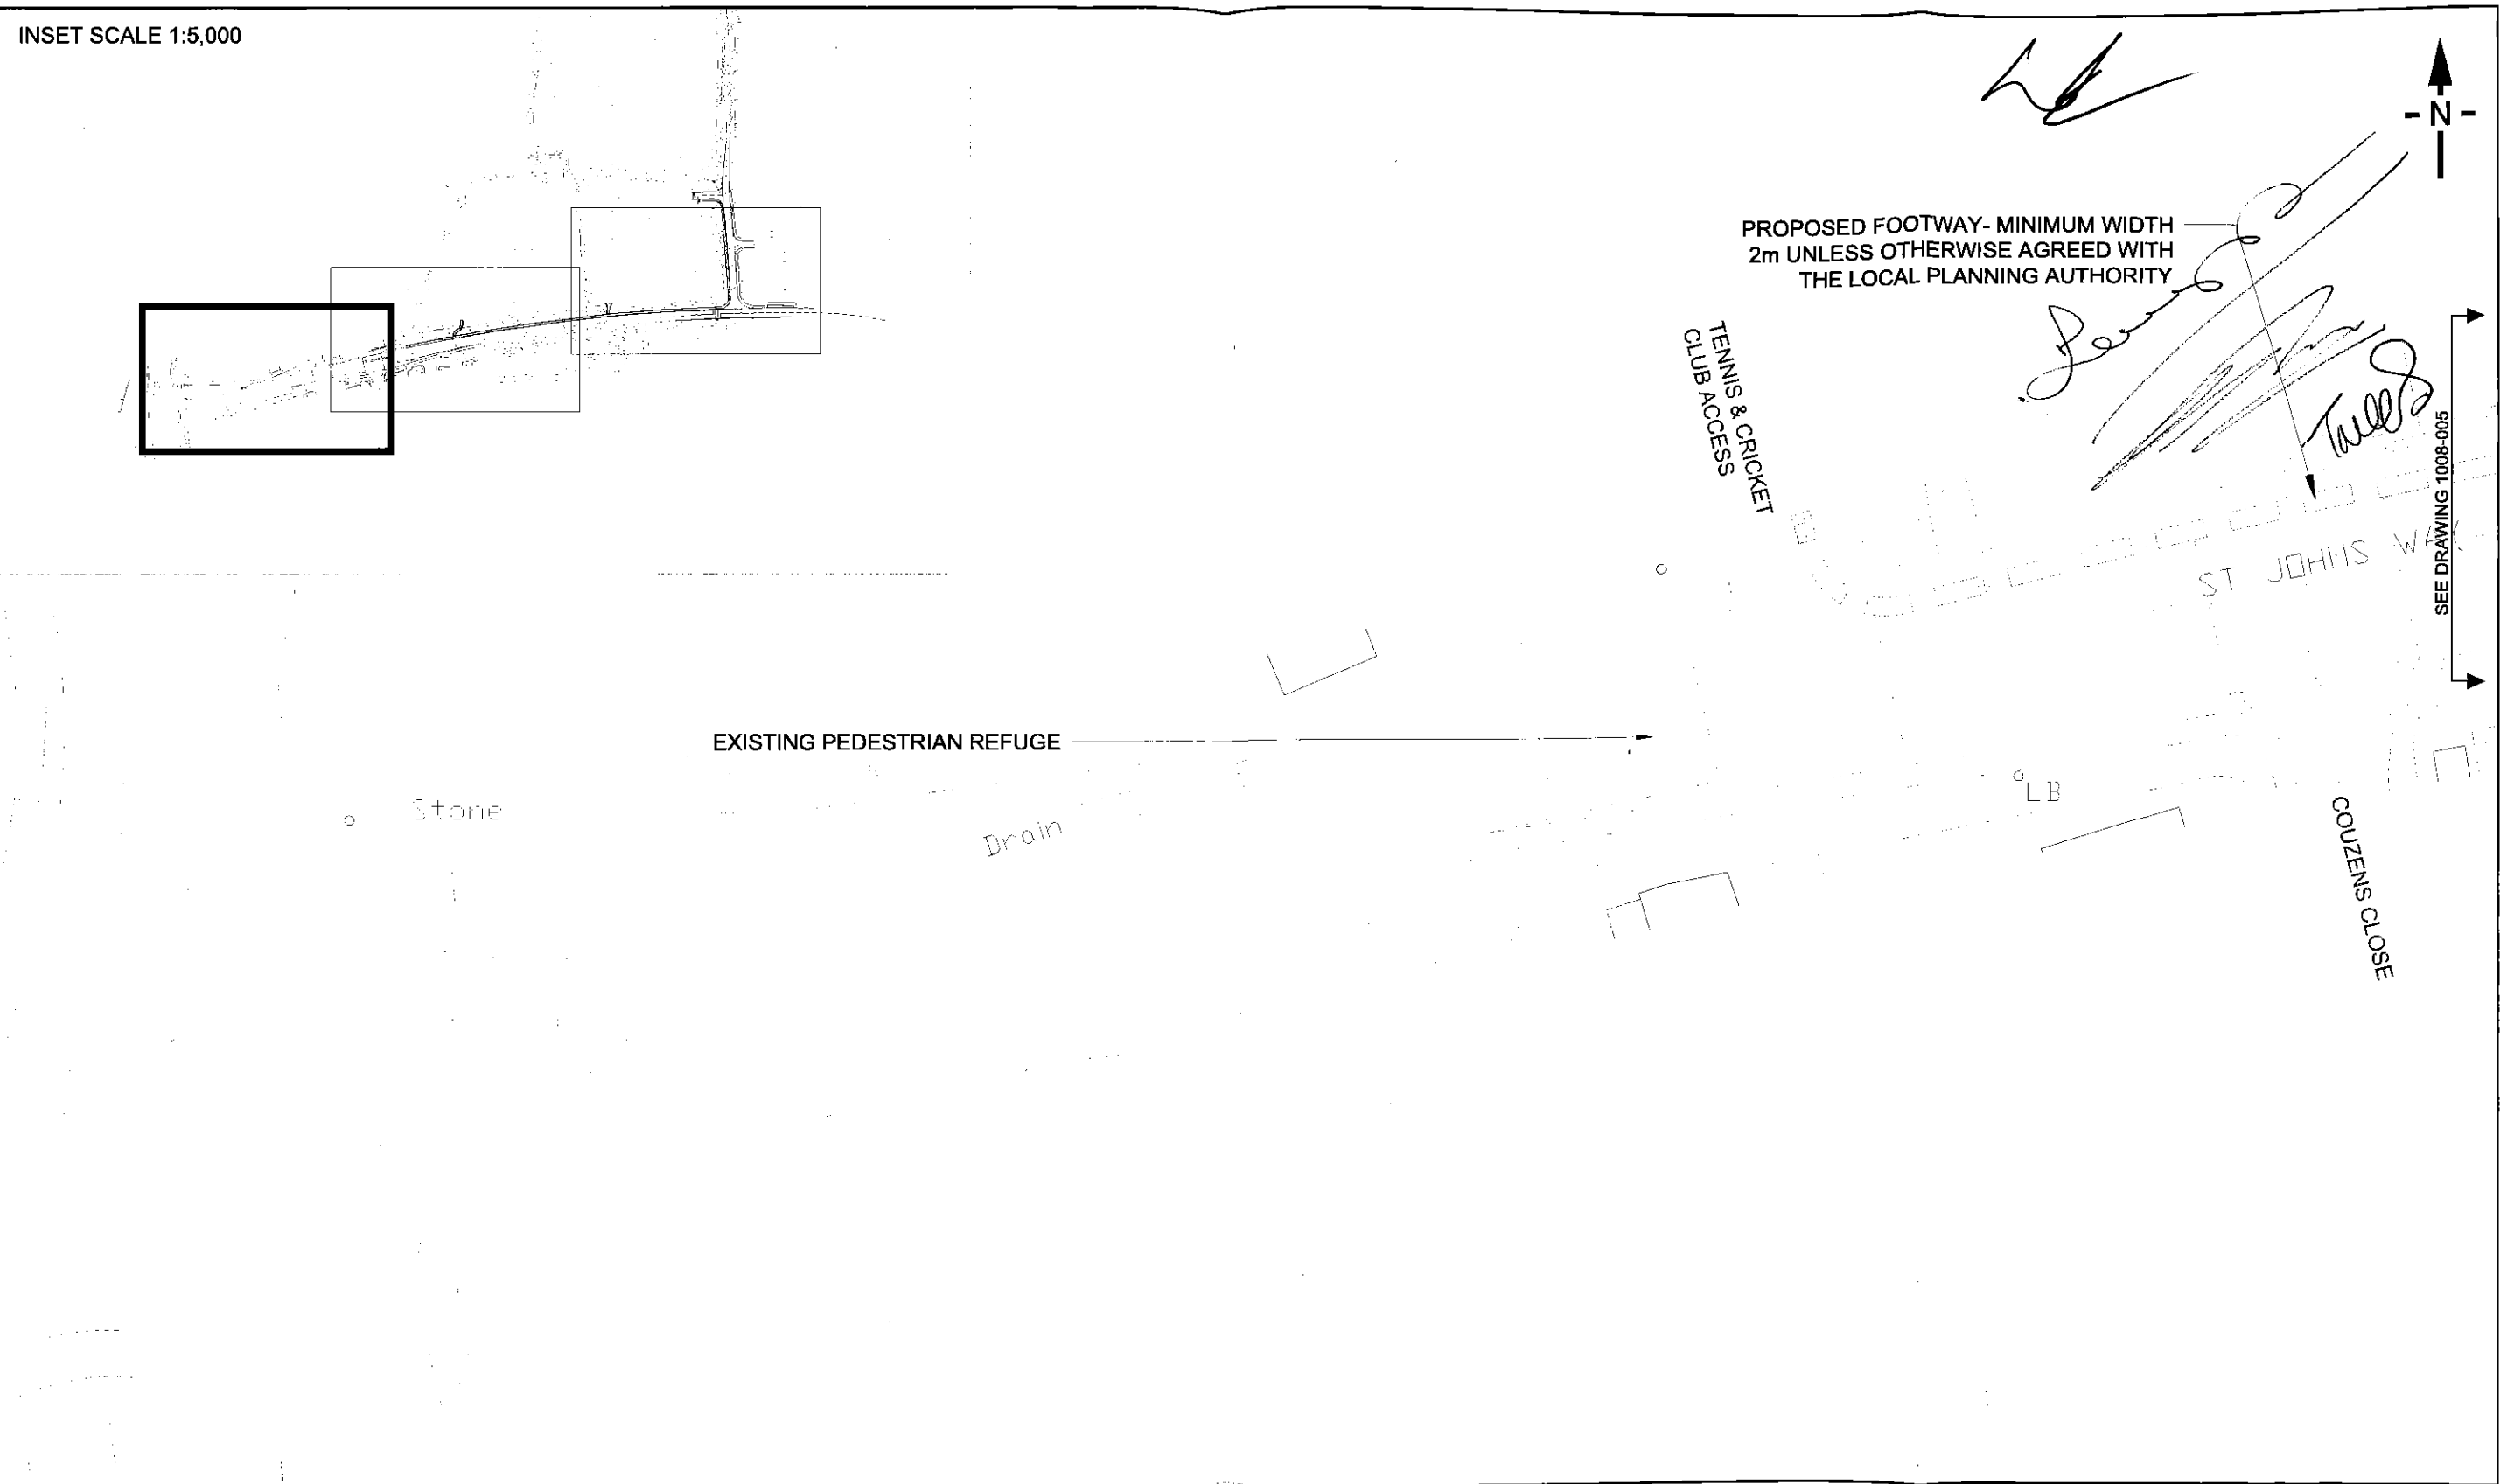 INSET SCALE 1:5,000
- N -
PROPOSED FOOTWAY- MINIMUM WIDTH
2m UNLESS OTHERWISE AGREED WITH
THE LOCAL PLANNING AUTHORITY
TENNIS & CRICKET
CLUB ACCESS
SEE DRAWING 1008-005
ST JOHNS WAY
EXISTING PEDESTRIAN REFUGE
Stone
Drain
LB
COUZENS CLOSE